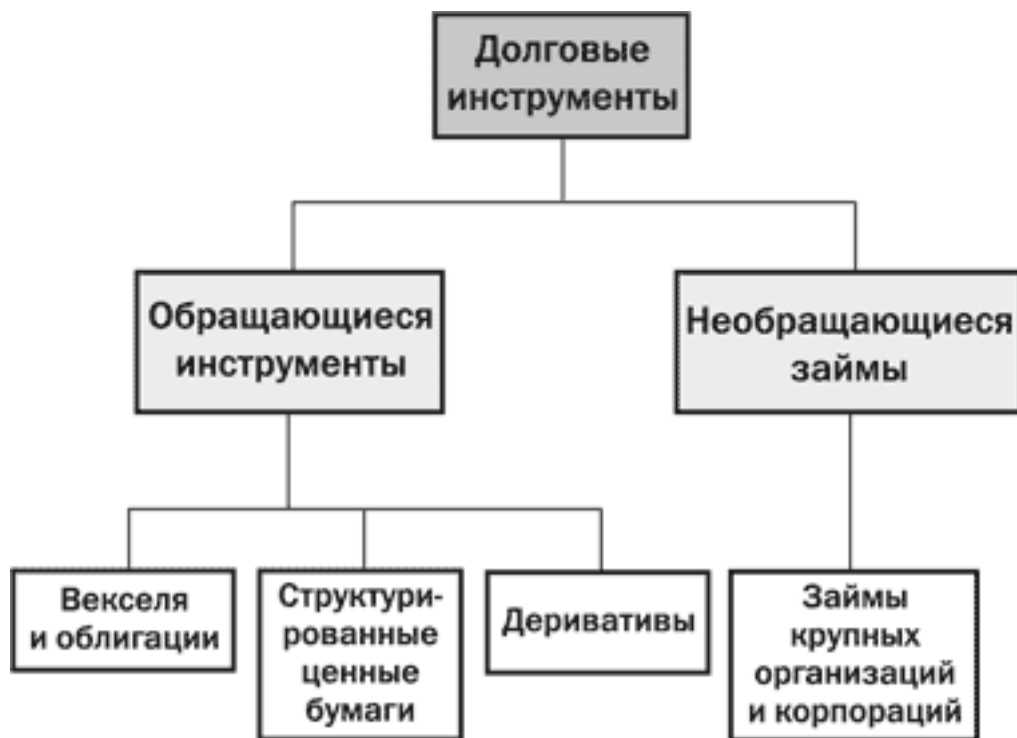 Долговые
инструменты
Обращающиеся
инструменты
Необращающиеся
займы
Векселя
и облигации
Структури-
рованные
ценные
бумаги
Деривативы
Займы
крупных
организаций
и корпораций